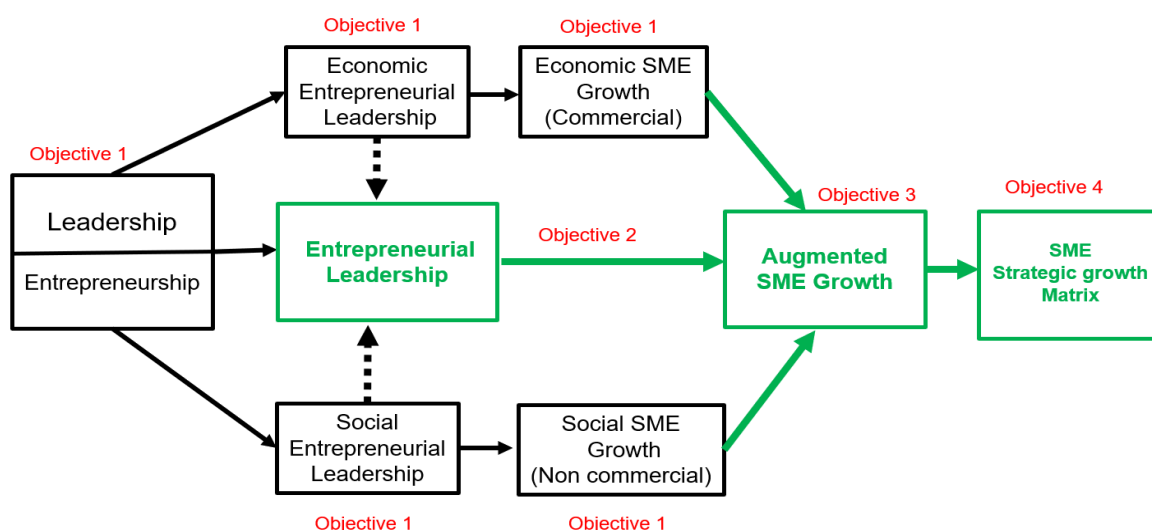 Objective 1
Objective 1
Economic
Entrepreneurial
Leadership
Economic SME
Growth
(Commercial)
Objective 1
Leadership
Entrepreneurship
Entrepreneurial
Leadership
Objective 2
Objective 3
Augmented
SME Growth
Objective 4
SME
Strategic growth
Matrix
Social
Entrepreneurial
Leadership
Social SME
Growth
(Non commercial)
Objective 1
Objective 1